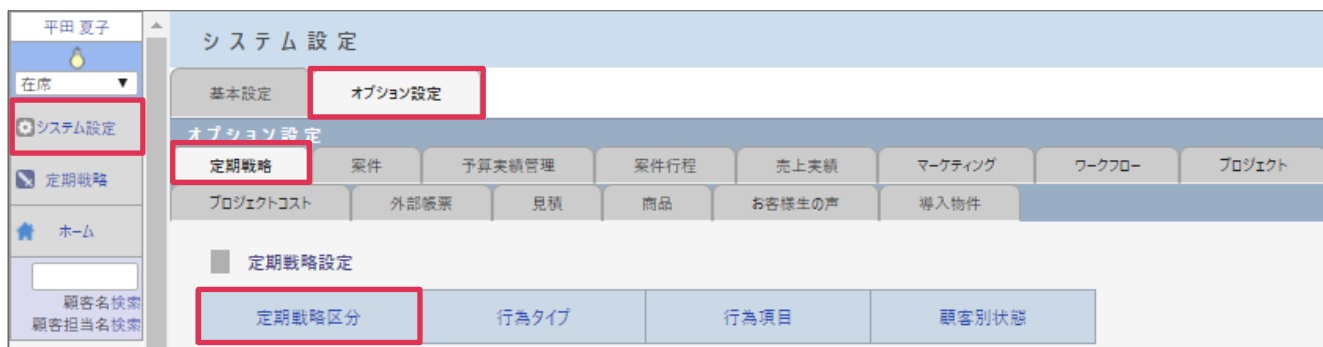 平田 夏子
在席 ▼
システム設定
定期戦略
ホーム
顧客名検索
顧客担当名検索
システム設定
基本設定 オプション設定
オプション設定
定期戦略 案件 予算実績管理 案件行程 売上実績 マーケティング ワークフロー プロジェクト
プロジェクトコスト 外部帳票 見積 商品 お客様生の声 導入物件
定期戦略設定
定期戦略区分 行為タイプ 行為項目 顧客別状態